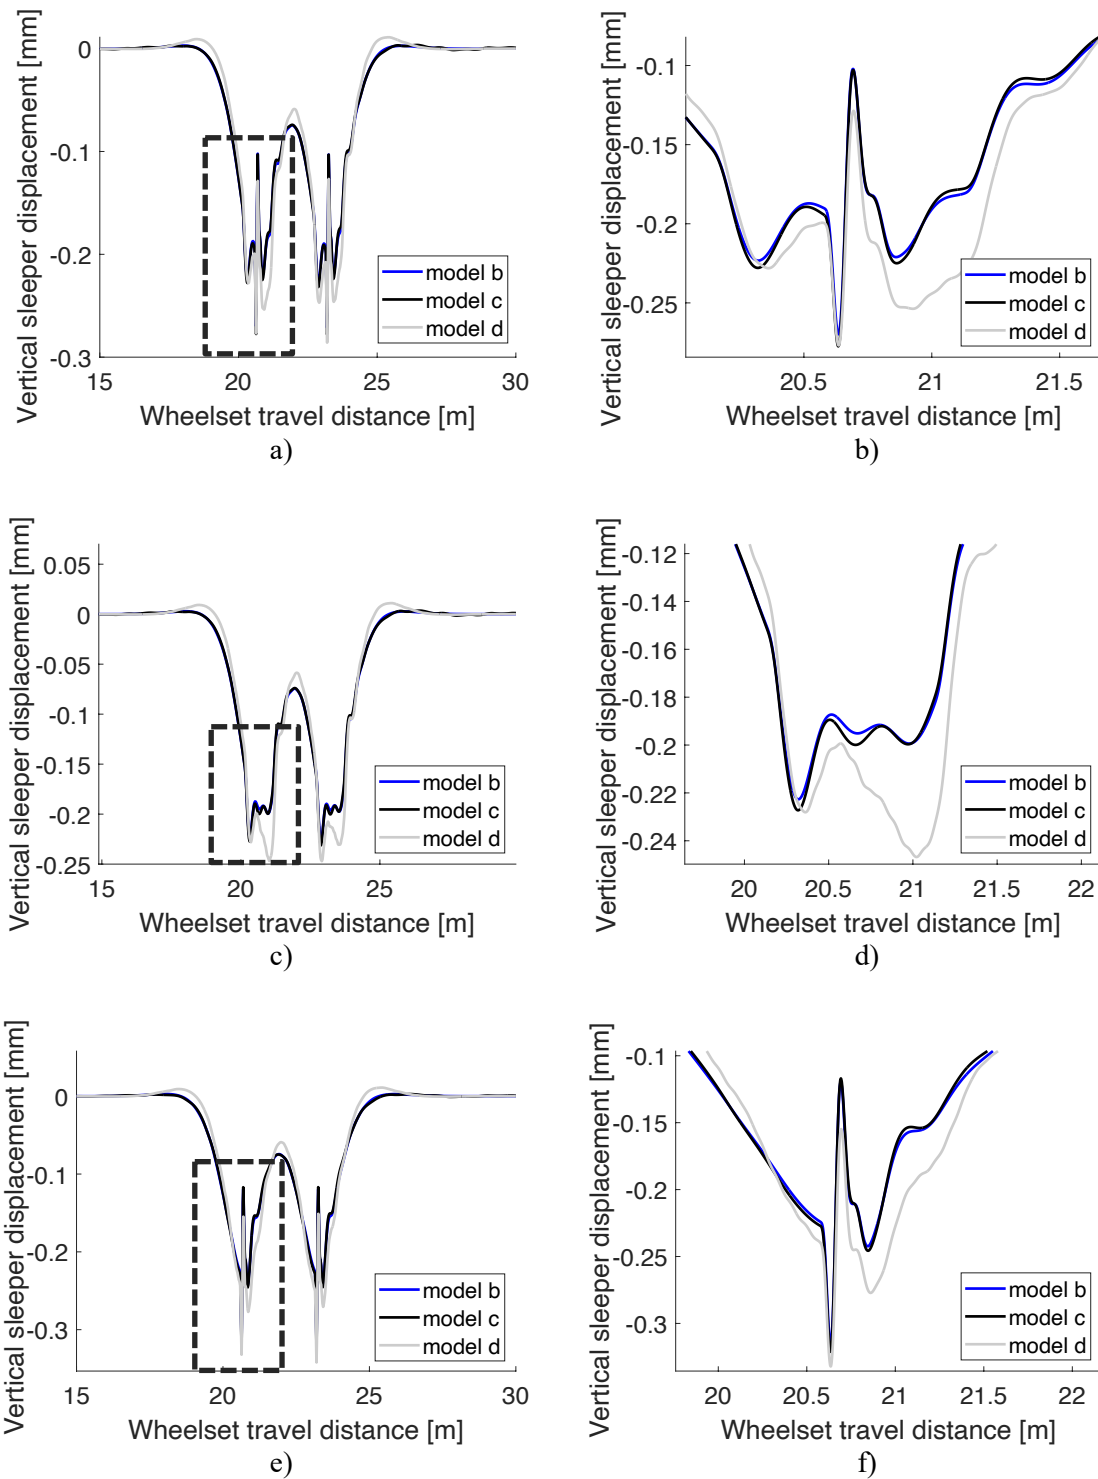 Vertical sleeper displacement [mm]
0
-0.1
-0.2
-0.3
15
20
25
30
model b
model c
model d
Wheelset travel distance [m]
a)
Vertical sleeper displacement [mm]
-0.1
-0.15
-0.2
-0.25
20.5
21
21.5
model b
model c
model d
Wheelset travel distance [m]
b)
Vertical sleeper displacement [mm]
0.05
0
-0.05
-0.1
-0.15
-0.2
-0.25
15
20
25
model b
model c
model d
Wheelset travel distance [m]
c)
Vertical sleeper displacement [mm]
-0.12
-0.14
-0.16
-0.18
-0.2
-0.22
-0.24
20
20.5
21
21.5
22
model b
model c
model d
Wheelset travel distance [m]
d)
Vertical sleeper displacement [mm]
0
-0.1
-0.2
-0.3
15
20
25
30
model b
model c
model d
Wheelset travel distance [m]
e)
Vertical sleeper displacement [mm]
-0.1
-0.15
-0.2
-0.25
-0.3
20
20.5
21
21.5
22
model b
model c
model d
Wheelset travel distance [m]
f)